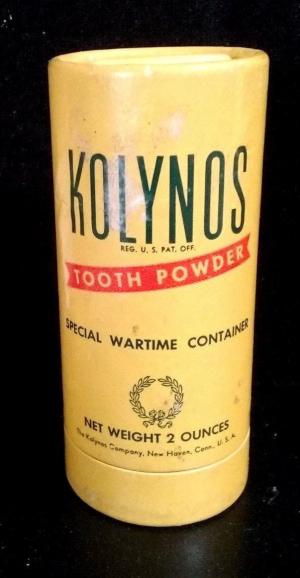 KOLYNOS
REG. U. S. PAT. OFF.
TOOTH POWDER
SPECIAL WARTIME CONTAINER
NET WEIGHT 2 OUNCES
The Kolynos Company, New Haven, Conn., U. S. A.